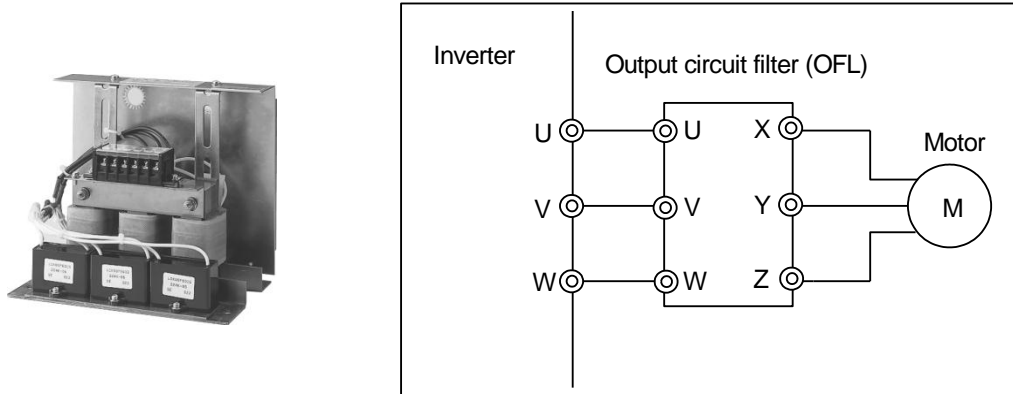 Inverter
Output circuit filter (OFL)
U U X
Motor
V V Y M
W W Z